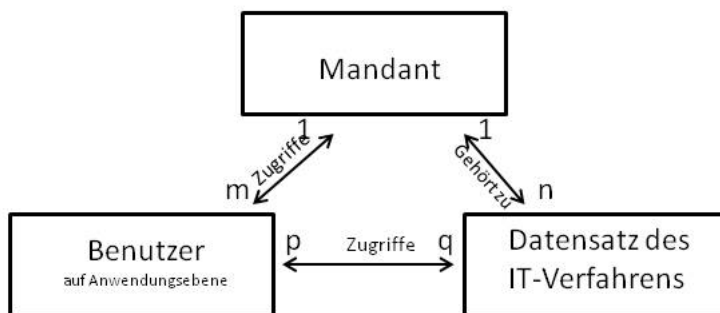 Mandant
1
1
Zugriffe
Gehört zu
m
n
Benutzer
auf Anwendungsebene
p
Zugriffe
q
Datensatz des
IT-Verfahrens